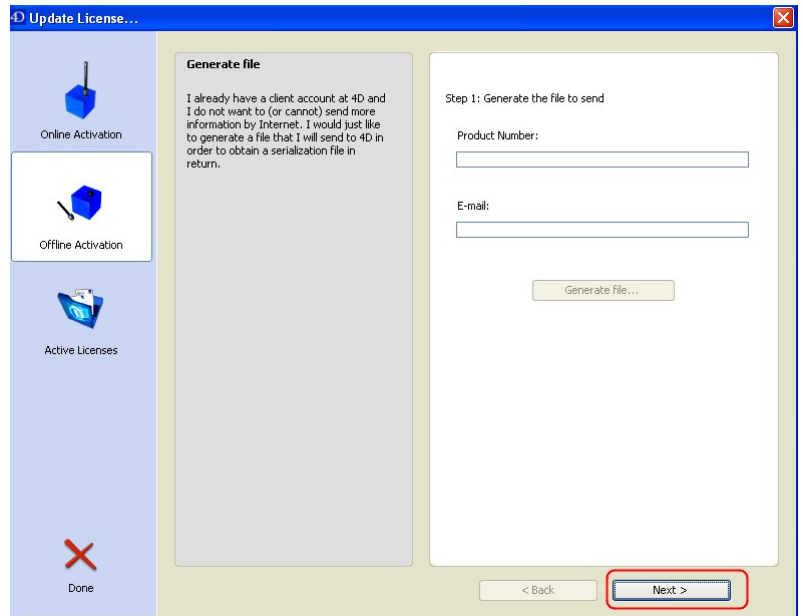 4D Update License...
Online Activation
Offline Activation
Active Licenses
Done
Generate file
I already have a client account at 4D and
I do not want to (or cannot) send more
information by Internet. I would just like
to generate a file that I will send to 4D in
order to obtain a serialization file in
return.
Step 1: Generate the file to send
Product Number:
E-mail:
Generate file...
< Back
Next >